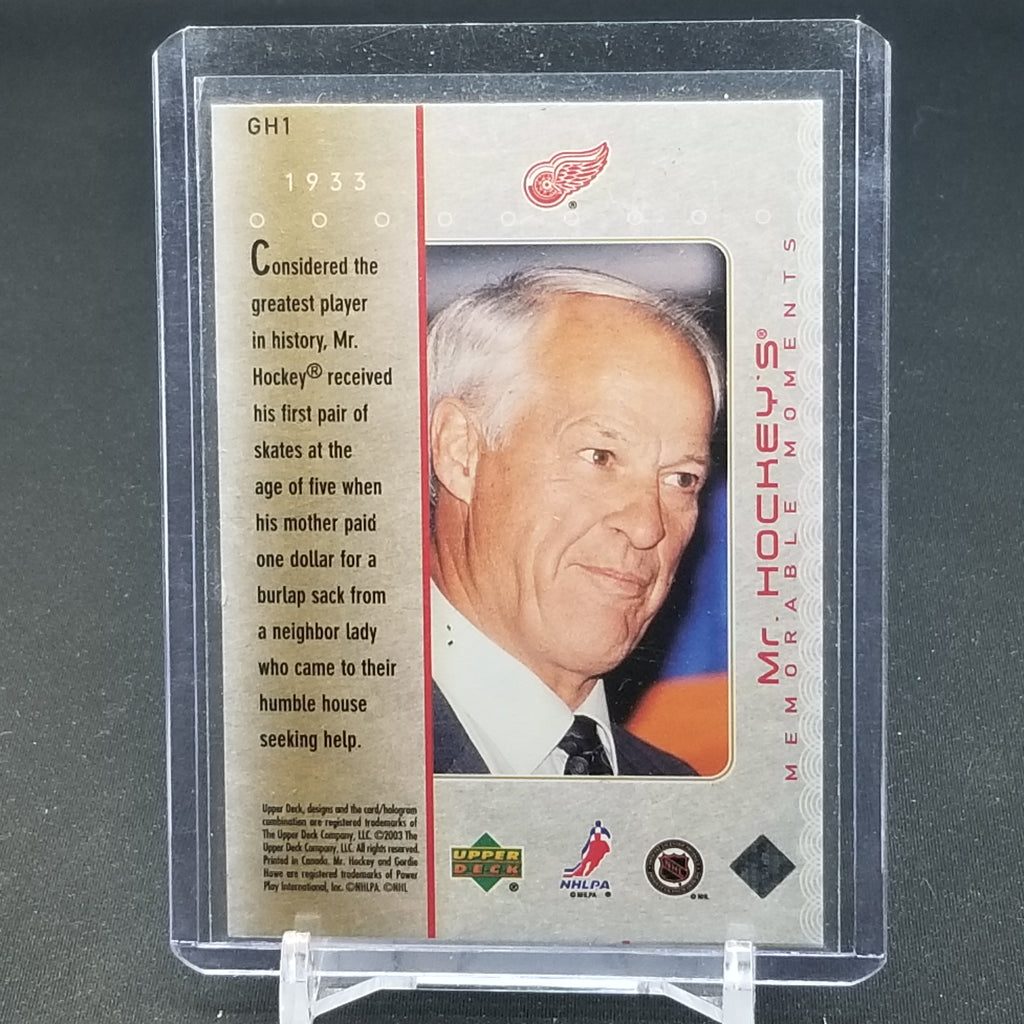 GH1
1933
Considered the
greatest player
in history, Mr.
Hockey® received
his first pair of
skates at the
age of five when
his mother paid
one dollar for a
burlap sack from
a neighbor lady
who came to their
humble house
seeking help.
Upper Deck, designs and the card/hologram
combination are registered trademarks of
The Upper Deck Company, LLC. ©2003 The
Upper Deck Company, LLC. All rights reserved.
Printed in Canada. Mr. Hockey and Gordie
Howe are registered trademarks of Power
Play International, Inc. ©NHLPA. ©NHL
®
Mr. HOCKEY'S®
MEMORABLE MOMENTS
UPPER
DECK
®
NHLPA
© NHLPA ®
NHL
© NHL